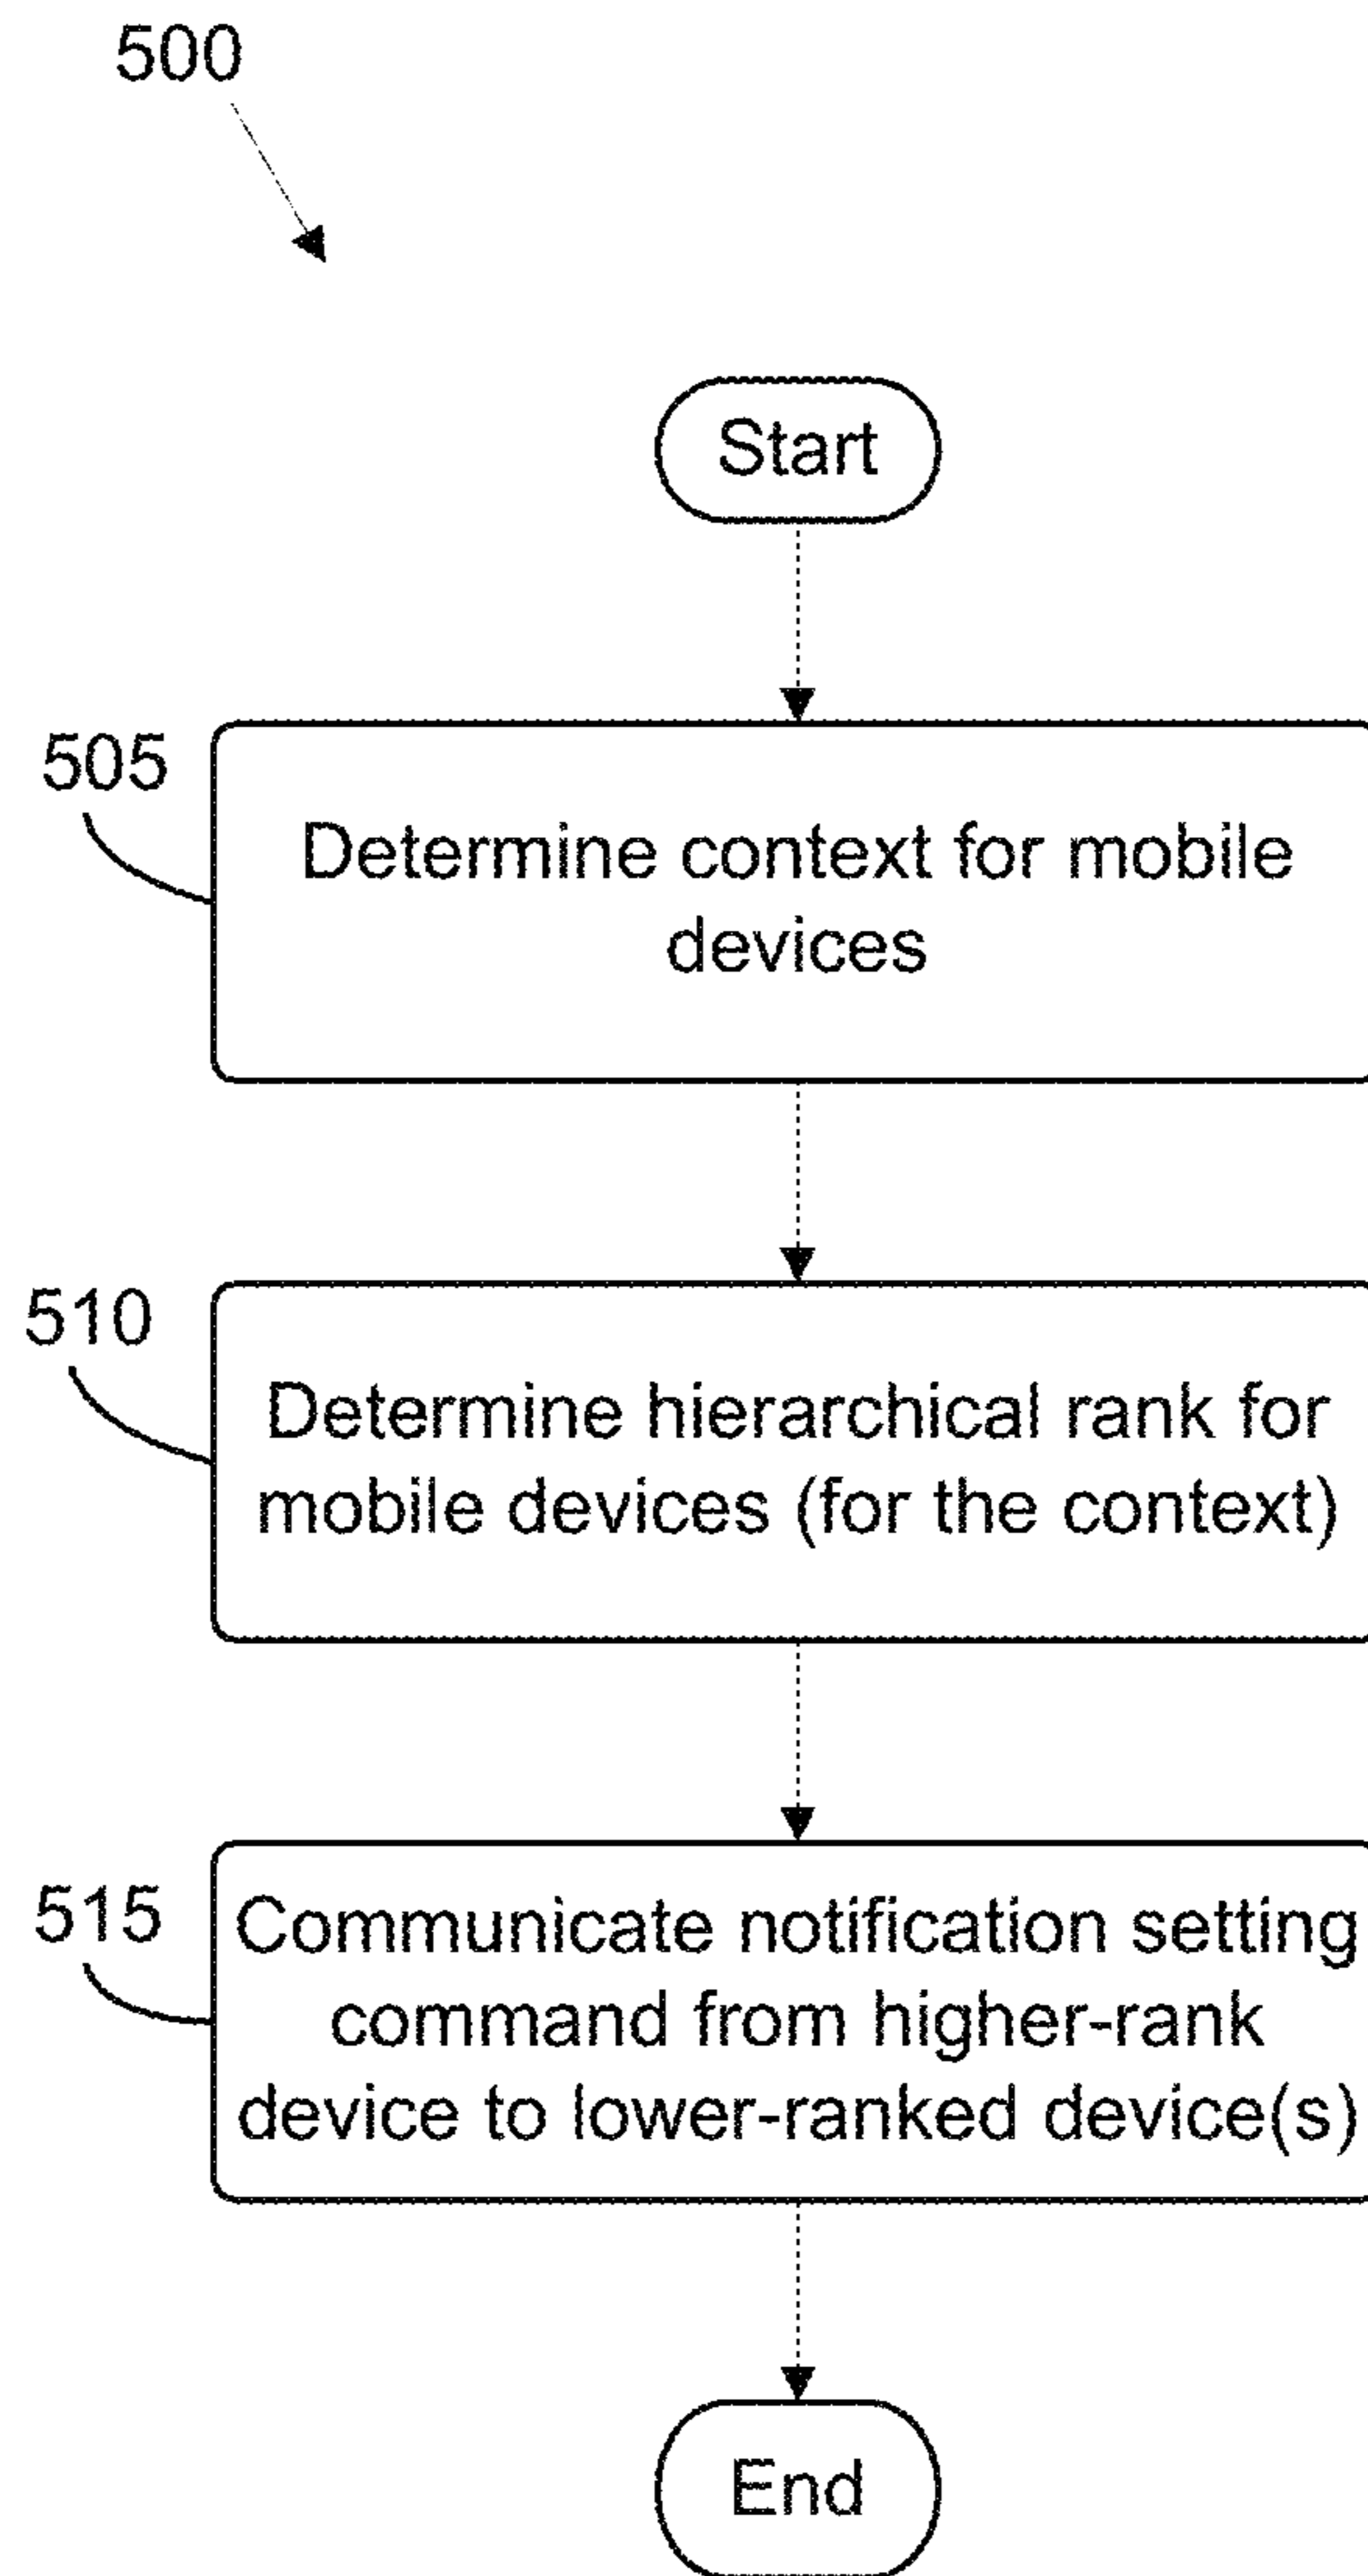 500
Start
505
Determine context for mobile
devices
510
Determine hierarchical rank for
mobile devices (for the context)
515
Communicate notification setting
command from higher-rank
device to lower-ranked device(s)
End